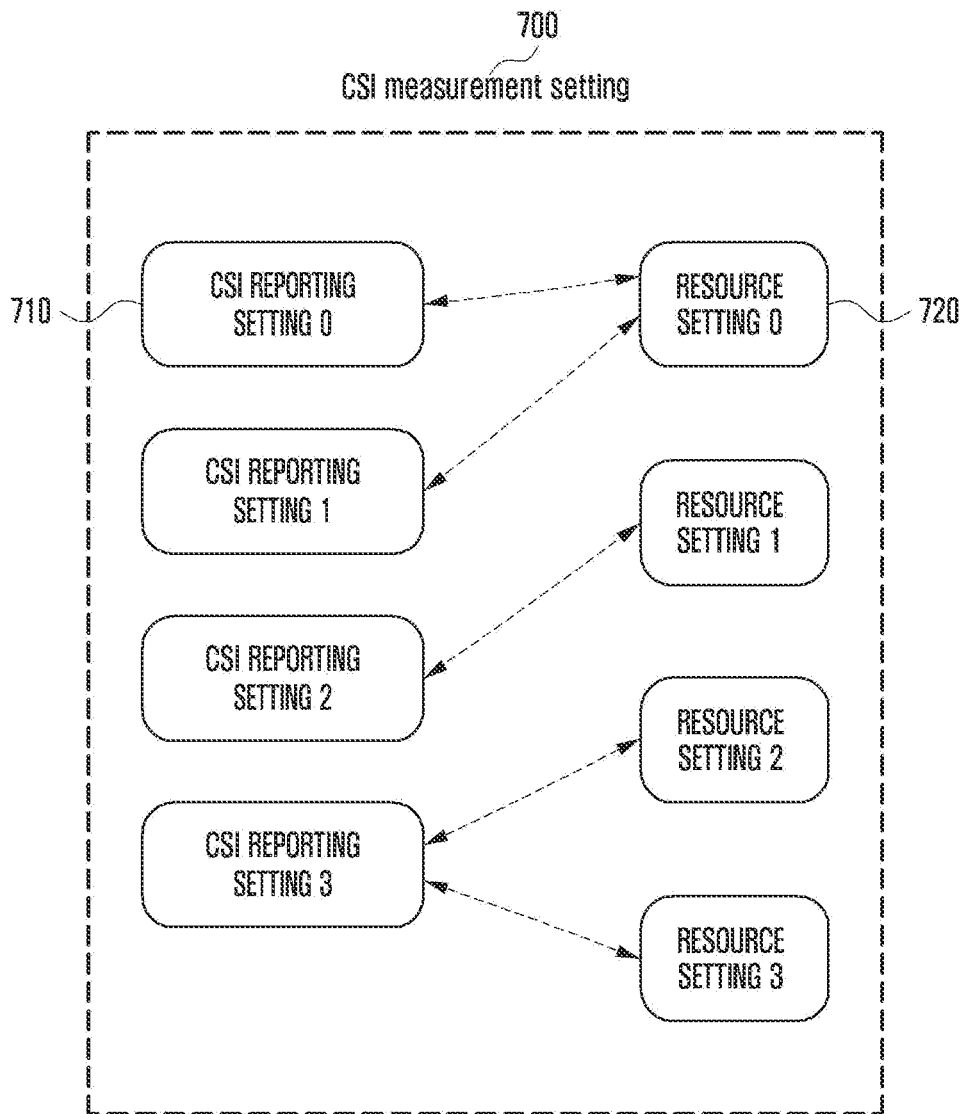 700
CSI measurement setting
710
CSI REPORTING
SETTING 0
RESOURCE
SETTING 0
720
CSI REPORTING
SETTING 1
RESOURCE
SETTING 1
CSI REPORTING
SETTING 2
RESOURCE
SETTING 2
CSI REPORTING
SETTING 3
RESOURCE
SETTING 3